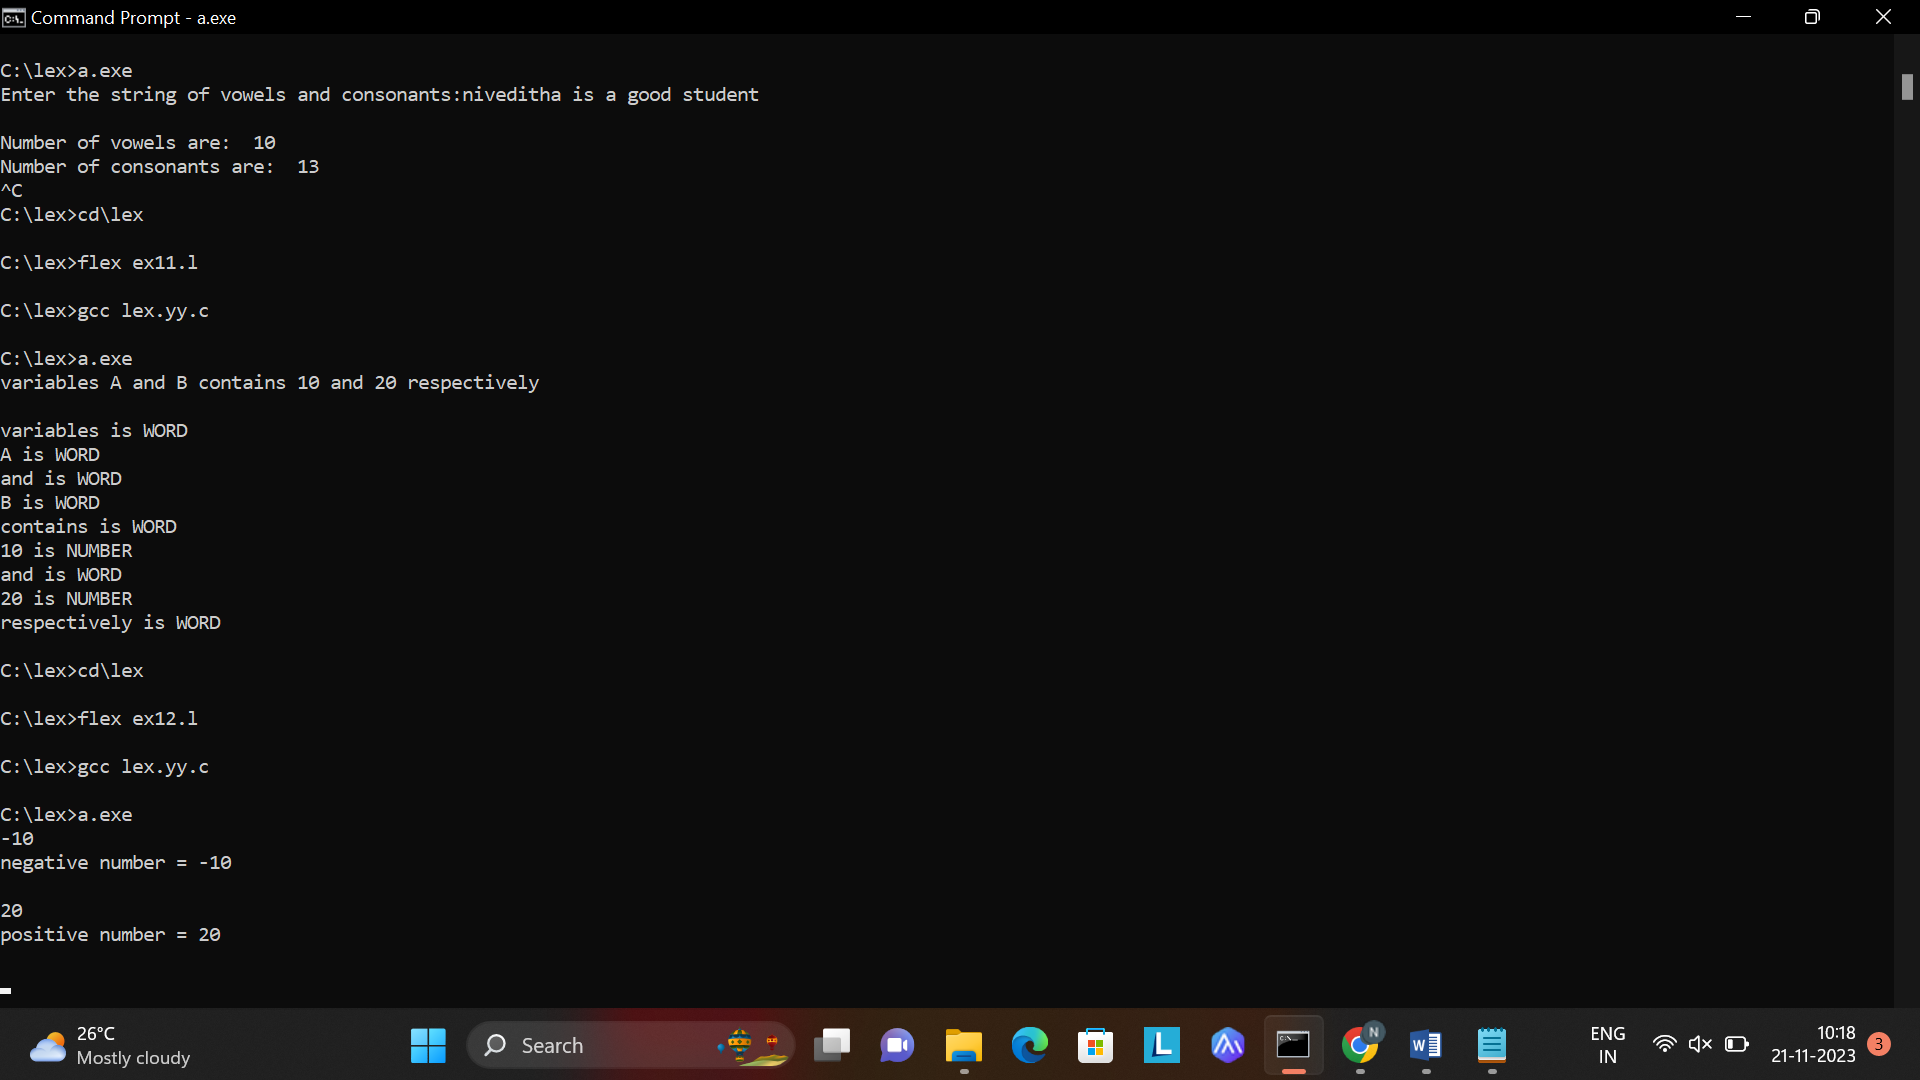 Command Prompt - a.exe
C:\lex>a.exe
Enter the string of vowels and consonants:niveditha is a good student
Number of vowels are:  10
Number of consonants are:  13
^C
C:\lex>cd\lex
C:\lex>flex ex11.l
C:\lex>gcc lex.yy.c
C:\lex>a.exe
variables A and B contains 10 and 20 respectively
variables is WORD
A is WORD
and is WORD
B is WORD
contains is WORD
10 is NUMBER
and is WORD
20 is NUMBER
respectively is WORD
C:\lex>cd\lex
C:\lex>flex ex12.l
C:\lex>gcc lex.yy.c
C:\lex>a.exe
-10
negative number = -10
20
positive number = 20
26°C
Mostly cloudy
Search
L
N
W
ENG
IN
10:18
21-11-2023
3